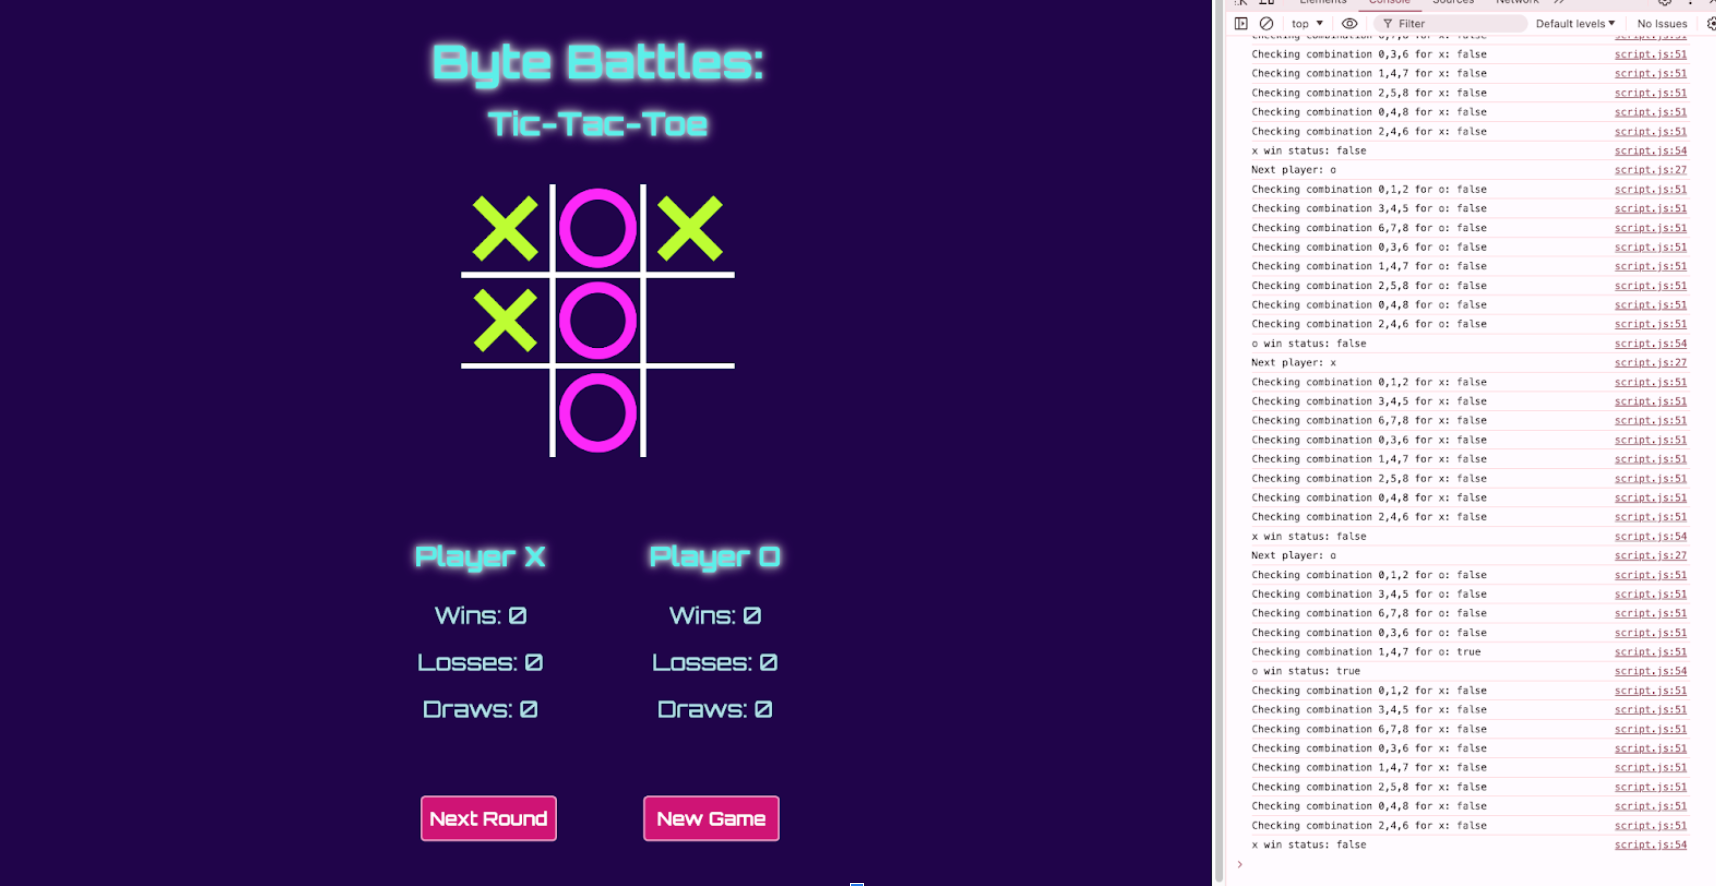 Byte Battles:
Tic-Tac-Toe
Player X
Wins: 0
Losses: 0
Draws: 0
Player O
Wins: 0
Losses: 0
Draws: 0
Next Round
New Game
Elements Console Sources Network
top Filter Default levels No Issues
Checking combination 6,7,8 for x: false script.js:51
Checking combination 0,3,6 for x: false script.js:51
Checking combination 1,4,7 for x: false script.js:51
Checking combination 2,5,8 for x: false script.js:51
Checking combination 0,4,8 for x: false script.js:51
Checking combination 2,4,6 for x: false script.js:51
x win status: false script.js:54
Next player: o script.js:27
Checking combination 0,1,2 for o: false script.js:51
Checking combination 3,4,5 for o: false script.js:51
Checking combination 6,7,8 for o: false script.js:51
Checking combination 0,3,6 for o: false script.js:51
Checking combination 1,4,7 for o: false script.js:51
Checking combination 2,5,8 for o: false script.js:51
Checking combination 0,4,8 for o: false script.js:51
Checking combination 2,4,6 for o: false script.js:51
o win status: false script.js:54
Next player: x script.js:27
Checking combination 0,1,2 for x: false script.js:51
Checking combination 3,4,5 for x: false script.js:51
Checking combination 6,7,8 for x: false script.js:51
Checking combination 0,3,6 for x: false script.js:51
Checking combination 1,4,7 for x: false script.js:51
Checking combination 2,5,8 for x: false script.js:51
Checking combination 0,4,8 for x: false script.js:51
Checking combination 2,4,6 for x: false script.js:51
x win status: false script.js:54
Next player: o script.js:27
Checking combination 0,1,2 for o: false script.js:51
Checking combination 3,4,5 for o: false script.js:51
Checking combination 6,7,8 for o: false script.js:51
Checking combination 0,3,6 for o: false script.js:51
Checking combination 1,4,7 for o: true script.js:51
o win status: true script.js:54
Checking combination 0,1,2 for x: false script.js:51
Checking combination 3,4,5 for x: false script.js:51
Checking combination 6,7,8 for x: false script.js:51
Checking combination 0,3,6 for x: false script.js:51
Checking combination 1,4,7 for x: false script.js:51
Checking combination 2,5,8 for x: false script.js:51
Checking combination 0,4,8 for x: false script.js:51
Checking combination 2,4,6 for x: false script.js:51
x win status: false script.js:54